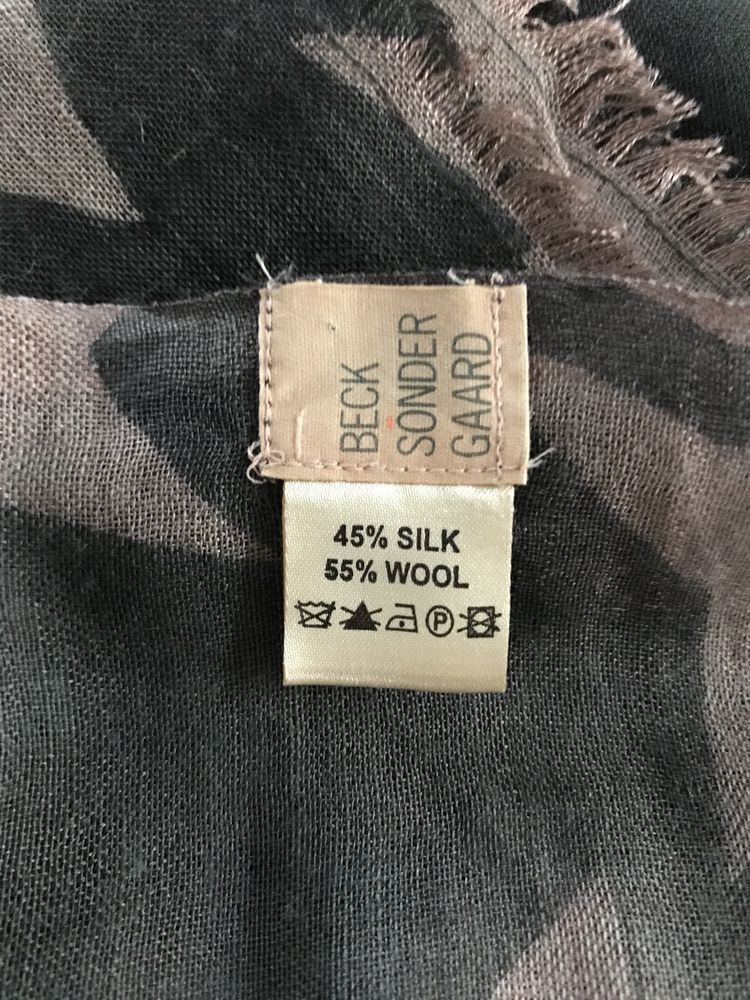 BECK
SÖNDER
GAARD
45% SILK
55% WOOL
P